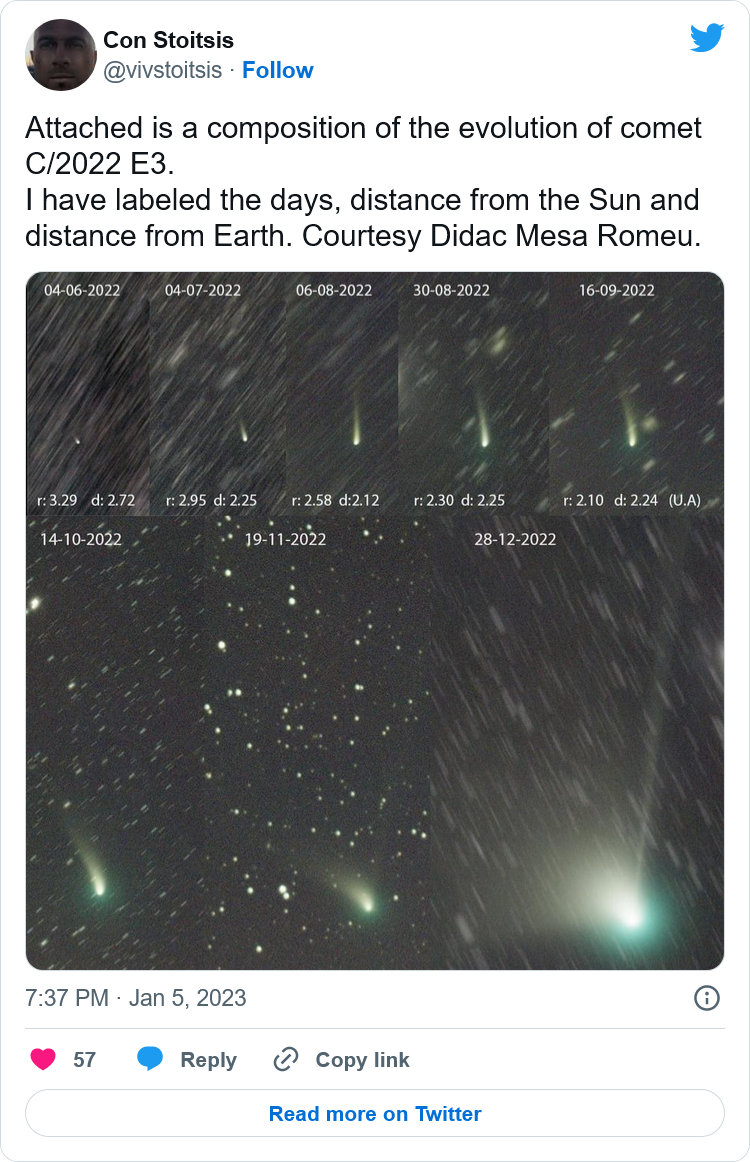 Con Stoitsis
@vivstoitsis · Follow
Attached is a composition of the evolution of comet
C/2022 E3.
I have labeled the days, distance from the Sun and
distance from Earth. Courtesy Didac Mesa Romeu.
04-06-2022 04-07-2022 06-08-2022 30-08-2022 16-09-2022
r: 3.29 d: 2.72 r: 2.95 d: 2.25 r: 2.58 d:2.12 r: 2.30 d: 2.25 r: 2.10 d: 2.24 (U.A)
14-10-2022 19-11-2022 28-12-2022
7:37 PM · Jan 5, 2023
57 Reply Copy link
Read more on Twitter